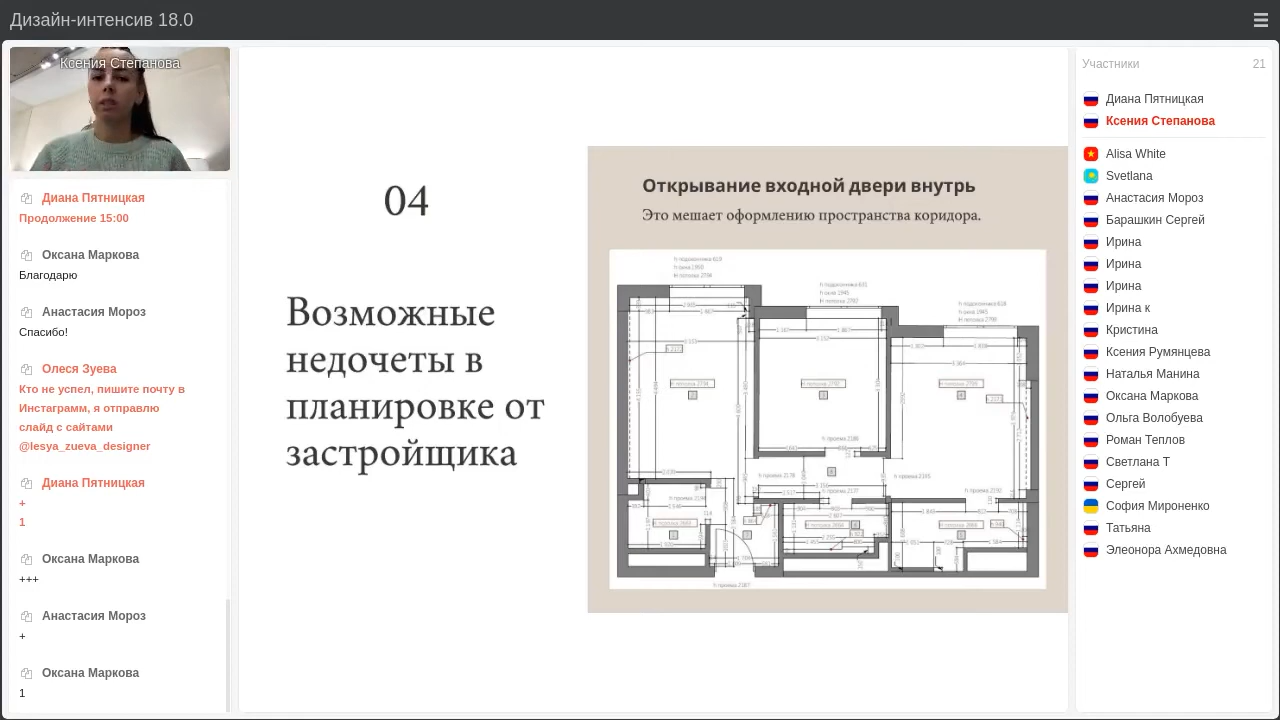 Дизайн-интенсив 18.0
Ксения Степанова
Диана Пятницкая
Продолжение 15:00
Оксана Маркова
Благодарю
Анастасия Мороз
Спасибо!
Олеся Зуева
Кто не успел, пишите почту в
Инстаграмм, я отправлю
слайд с сайтами
@lesya_zueva_designer
Диана Пятницкая
+
1
Оксана Маркова
+++
Анастасия Мороз
+
Оксана Маркова
1
04
Возможные
недочеты в
планировке от
застройщика
Открывание входной двери внутрь
Это мешает оформлению пространства коридора.
Участники 21
Диана Пятницкая
Ксения Степанова
Alisa White
Svetlana
Анастасия Мороз
Барашкин Сергей
Ирина
Ирина
Ирина
Ирина к
Кристина
Ксения Румянцева
Наталья Манина
Оксана Маркова
Ольга Волобуева
Роман Теплов
Светлана Т
Сергей
София Мироненко
Татьяна
Элеонора Ахмедовна